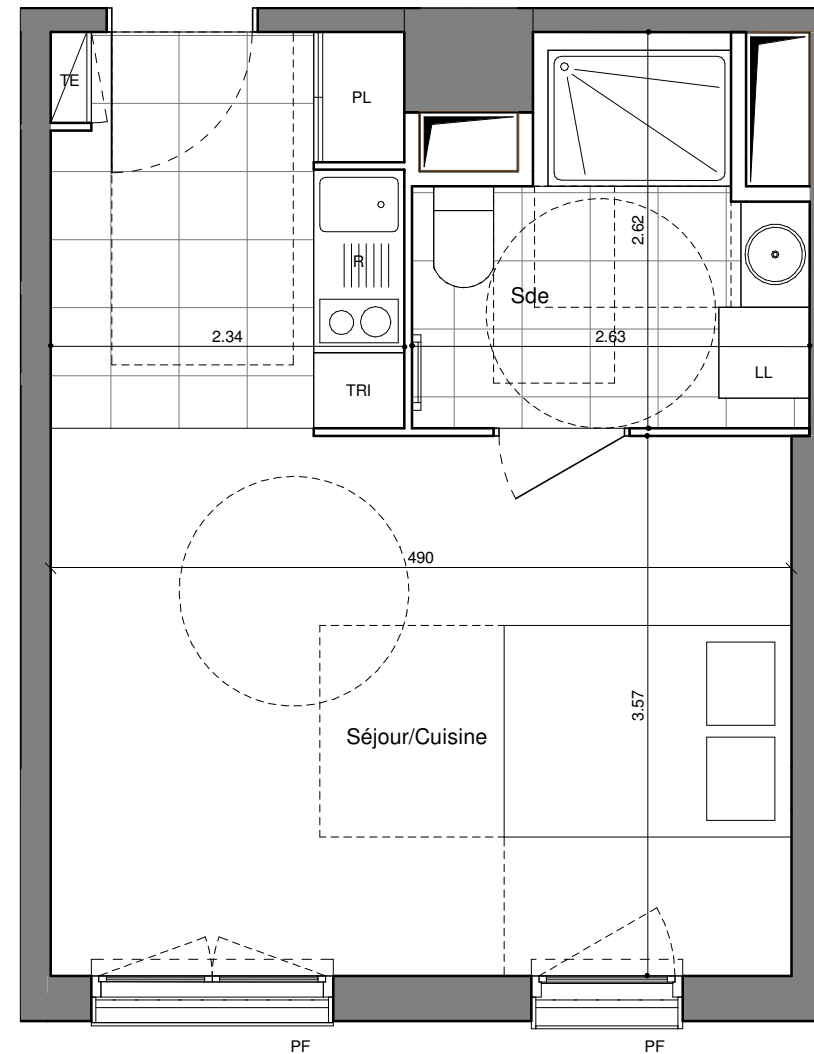 TE
PL
R
2.62
Sde
2.34
2.63
TRI
LL
490
3.57
Séjour/Cuisine
PF
PF